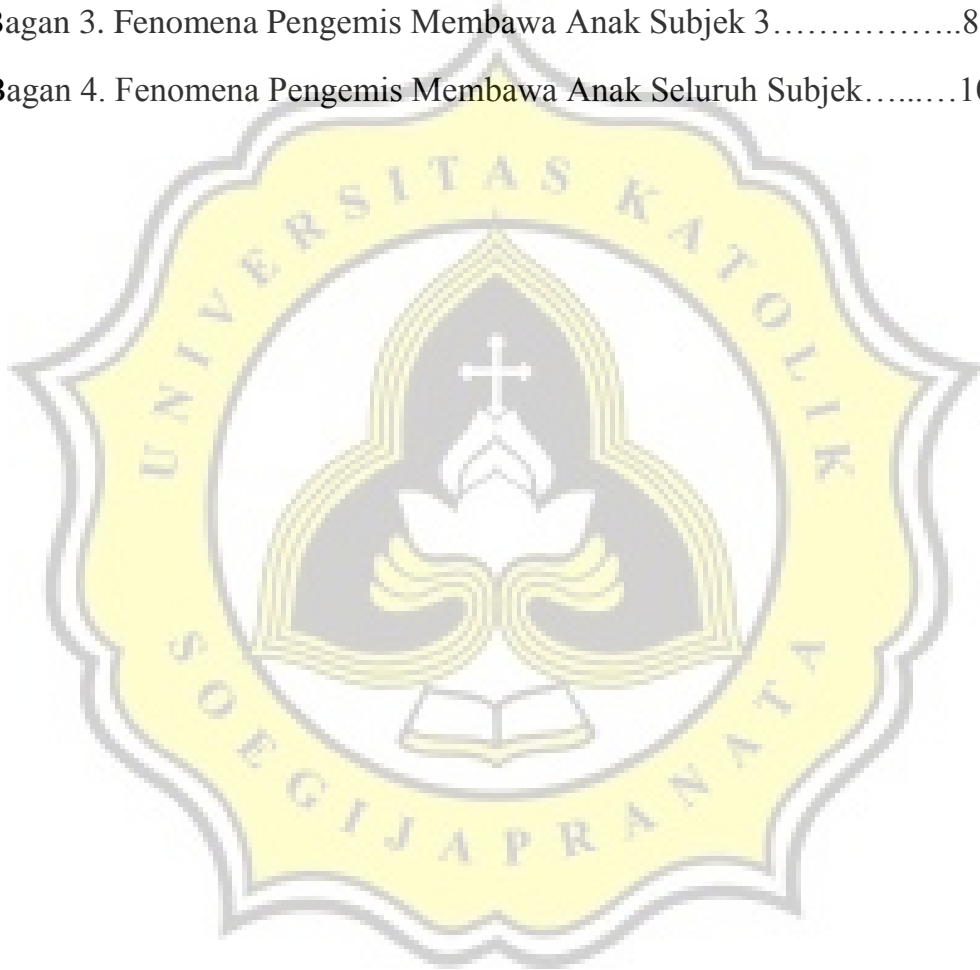 Bagan 3. Fenomena Pengemis Membawa Anak Subjek 3……………..8
Bagan 4. Fenomena Pengemis Membawa Anak Seluruh Subjek…...…10
UNIVERSITAS KATOLIK
SOEGIJAPRANATA